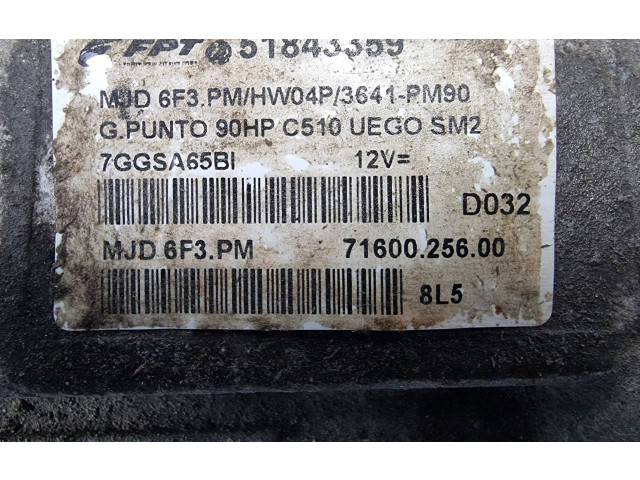 FPT 51843359
MJD 6F3.PM/HW04P/3641-PM90
G.PUNTO 90HP C510 UEGO SM2
7GGSA65BI 12V=
D032
MJD 6F3.PM 71600.256.00
8L5